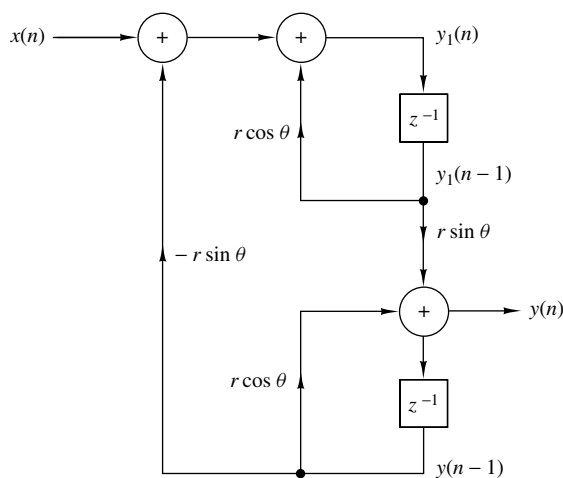 x(n)
+
+
y₁(n)
z⁻¹
r cos θ
y₁(n – 1)
r sin θ
– r sin θ
+
y(n)
r cos θ
z⁻¹
y(n – 1)